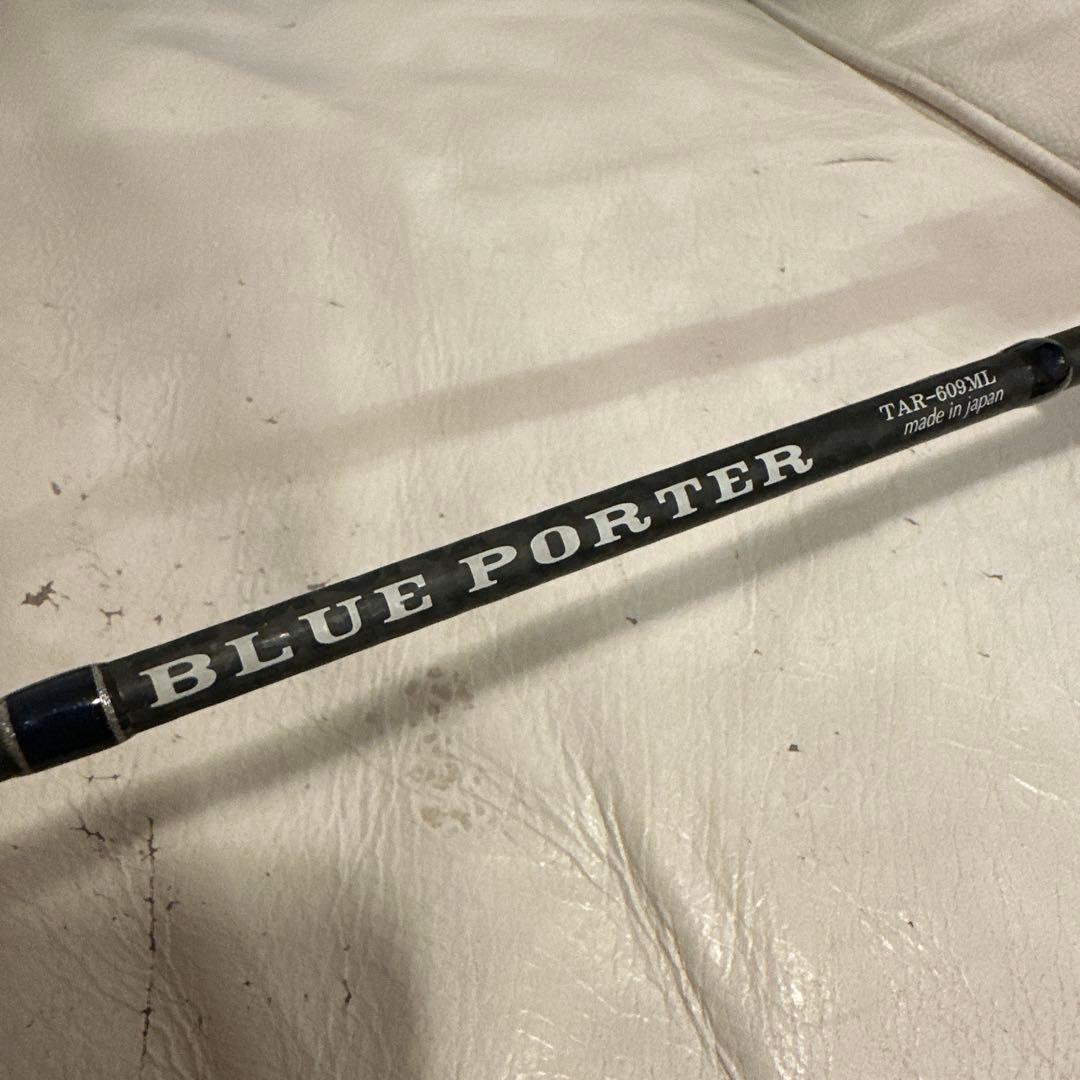 BLUE PORTER
TAR-609ML
made in japan